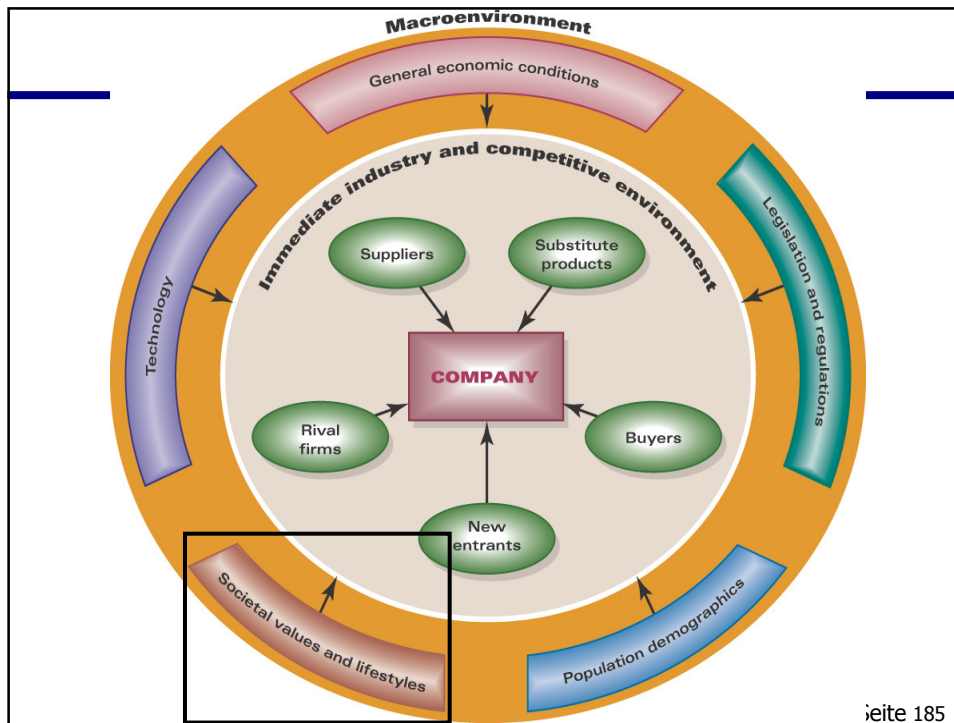 Macroenvironment
General economic conditions
Immediate industry and competitive environment
Technology
Legislation and regulations
Suppliers
Substitute
products
COMPANY
Rival
firms
Buyers
New
entrants
Societal values and lifestyles
Population demographics
Seite 185